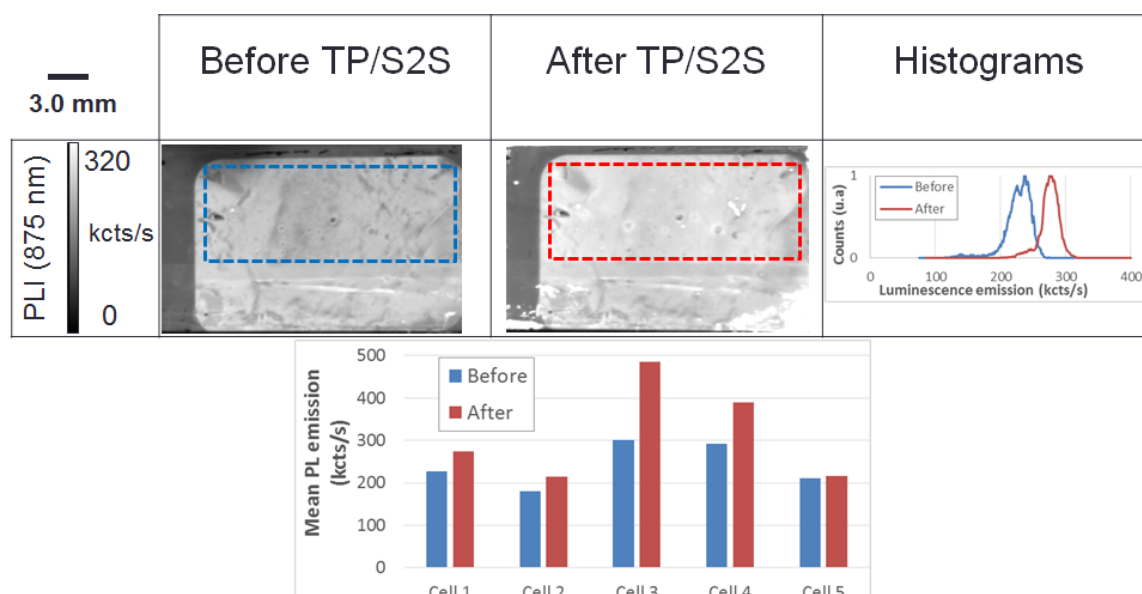 Before TP/S2S
After TP/S2S
Histograms
3.0 mm
PLI (875 nm)
320
kcts/s
0
Counts (u.a)
1
0
Before
After
0
100
200
300
400
Luminescence emission (kcts/s)
Mean PL emission
(kcts/s)
500
400
300
200
100
0
Before
After
Cell 1
Cell 2
Cell 3
Cell 4
Cell 5